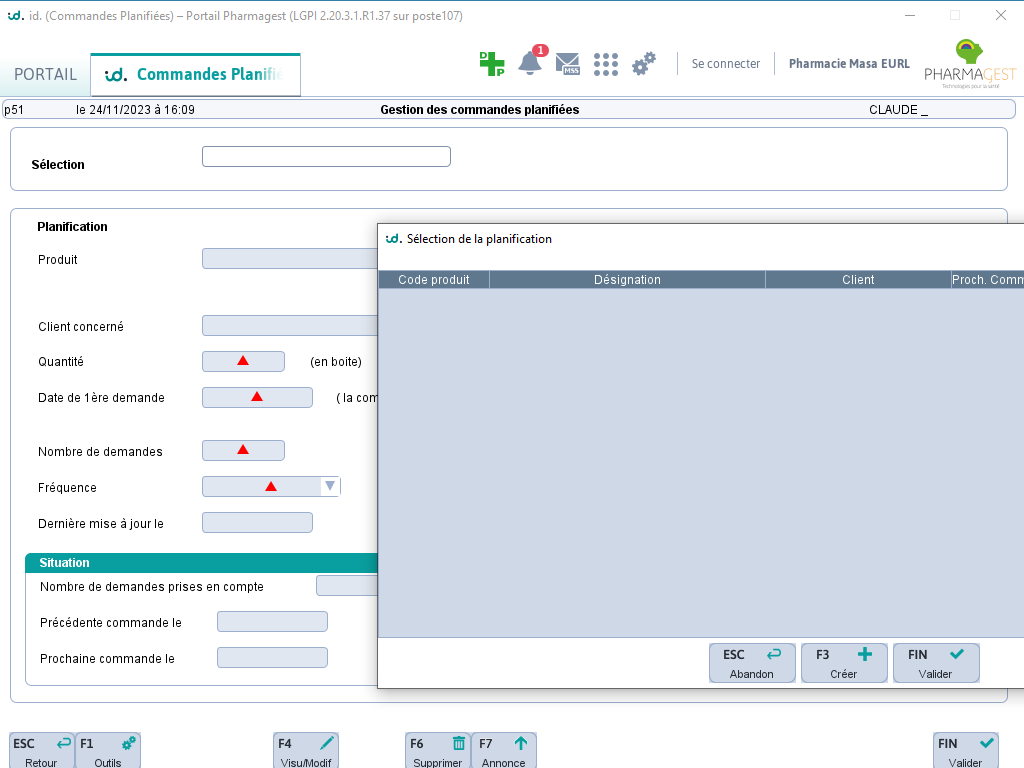 id. (Commandes Planifiées) – Portail Pharmagest (LGPI 2.20.3.1.R1.37 sur poste107)
PORTAIL
id. Commandes Planifie
D P
1
MSS
Se connecter
Pharmacie Masa EURL
PHARMAGEST
Technologies pour la santé
p51 le 24/11/2023 à 16:09 Gestion des commandes planifiées CLAUDE _
Sélection
Planification
Produit
Client concerné
Quantité (en boite)
Date de 1ère demande ( la com
Nombre de demandes
Fréquence
Dernière mise à jour le
Situation
Nombre de demandes prises en compte
Précédente commande le
Prochaine commande le
id. Sélection de la planification
Code produit Désignation Client Proch. Comm
ESC
Abandon
F3
Créer
FIN
Valider
ESC
Retour
F1
Outils
F4
Visu/Modif
F6
Supprimer
F7
Annonce
FIN
Valider